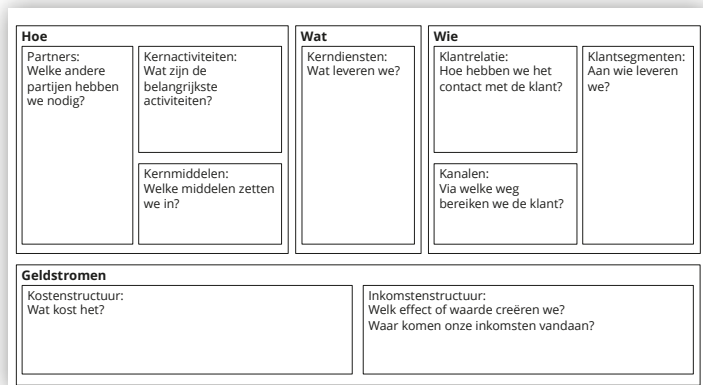 Hoe
Partners:
Welke andere
partijen hebben
we nodig?
Kernactiviteiten:
Wat zijn de
belangrijkste
activiteiten?
Kernmiddelen:
Welke middelen zetten
we in?
Wat
Kerndiensten:
Wat leveren we?
Wie
Klantrelatie:
Hoe hebben we het
contact met de klant?
Kanalen:
Via welke weg
bereiken we de klant?
Klantsegmenten:
Aan wie leveren
we?
Geldstromen
Kostenstructuur:
Wat kost het?
Inkomstenstructuur:
Welk effect of waarde creëren we?
Waar komen onze inkomsten vandaan?